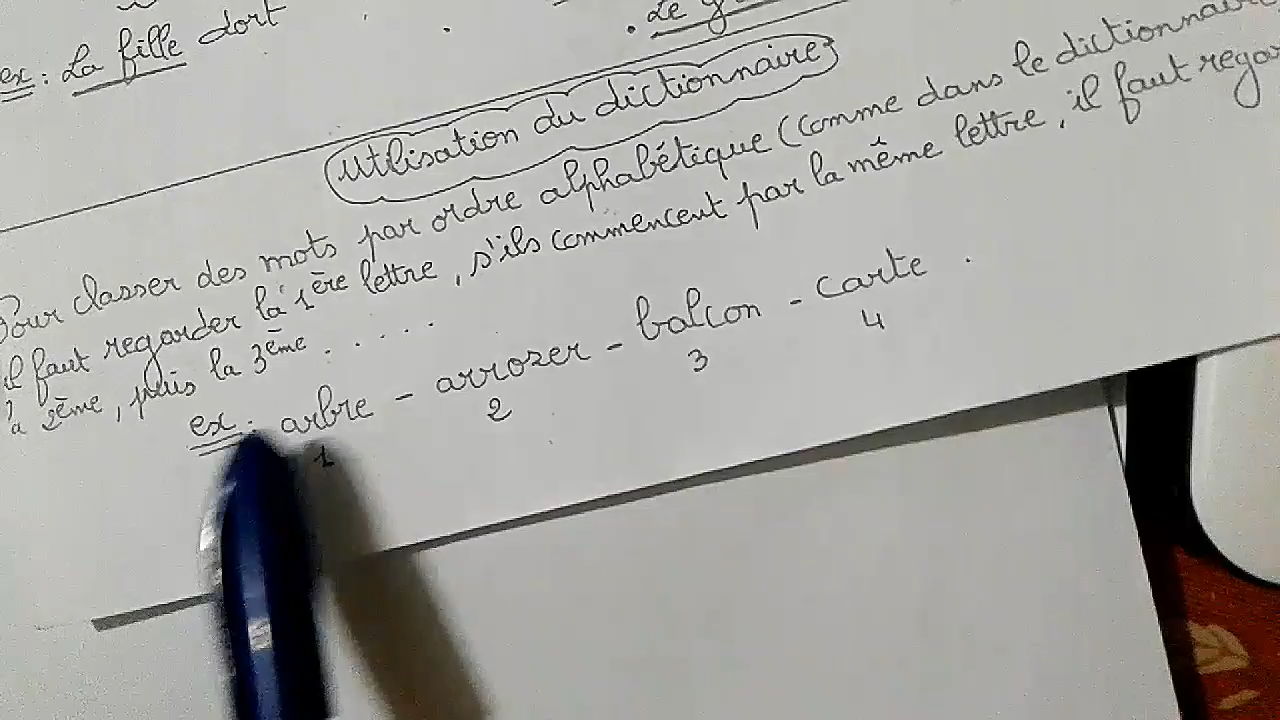 ex: La fille dort
. Le
Utilisation du dictionnaire
Pour classer des mots par ordre alphabétique (comme dans le dictionnaire
il faut regarder la 1ère lettre, s'ils commencent par la même lettre, il faut regar
la 2ème, puis la 3ème . . . . .
ex: arbre - arrozer - balcon - carte .
1 2 3 4